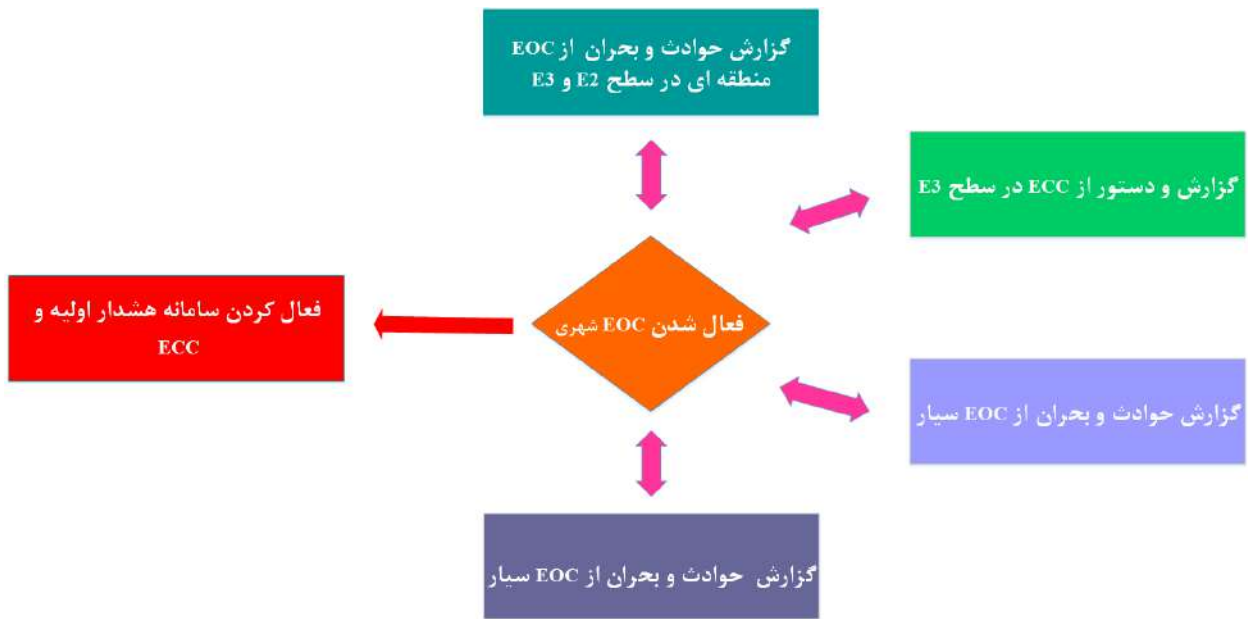 گزارش حوادث و بحران از EOC
منطقه ای در سطح E2 و E3
گزارش و دستور از ECC در سطح E3
فعال شدن EOC شهری
فعال کردن سامانه هشدار اولیه و
ECC
گزارش حوادث و بحران از EOC سیار
گزارش حوادث و بحران از EOC سیار